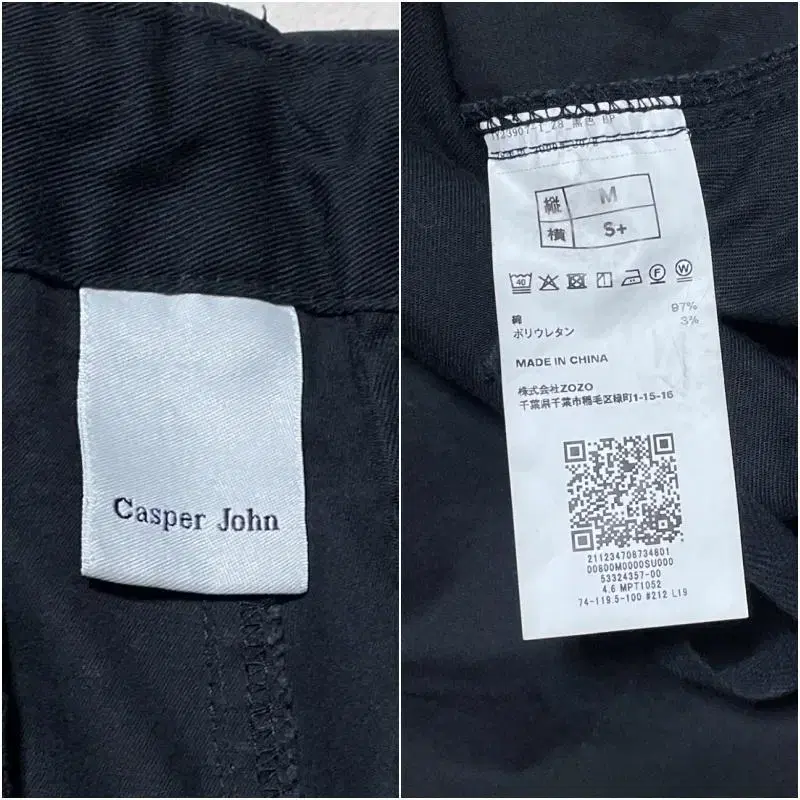 Casper John
縦 M
横 S+
40
F
W
綿 97%
ポリウレタン 3%
MADE IN CHINA
株式会社ZOZO
千葉県千葉市稲毛区緑町1-15-16
211234708734801
00800M0000SU000
53324357-00
4.6 MPT1052
74-119.5-100 #212 L19